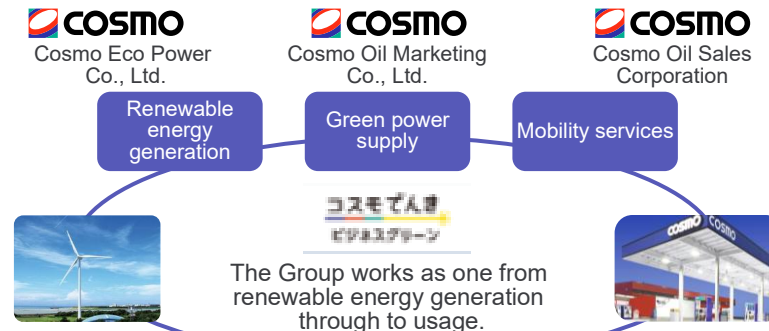 COSMO COSMO COSMO
Cosmo Eco Power
Co., Ltd.
Cosmo Oil Marketing
Co., Ltd.
Cosmo Oil Sales
Corporation
Renewable
energy
generation
Green power
supply
Mobility services
コスモでんき
ビジネスグリーン
COSMO COSMO
The Group works as one from
renewable energy generation
through to usage.